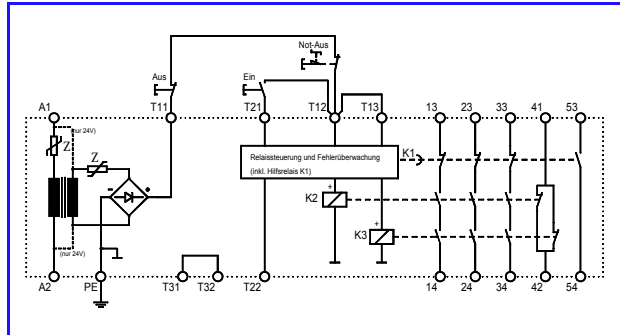 Not-Aus
Aus
Ein
A1
T11
T21
T12
T13
13
23
33
41
53
(nur 24V)
Z
Z
Relaissteuerung und Fehlerüberwachung
(inkl. Hilfsrelais K1)
K1
-
+
+
K2
+
K3
(nur 24V)
A2
PE
T31
T32
T22
14
24
34
42
54